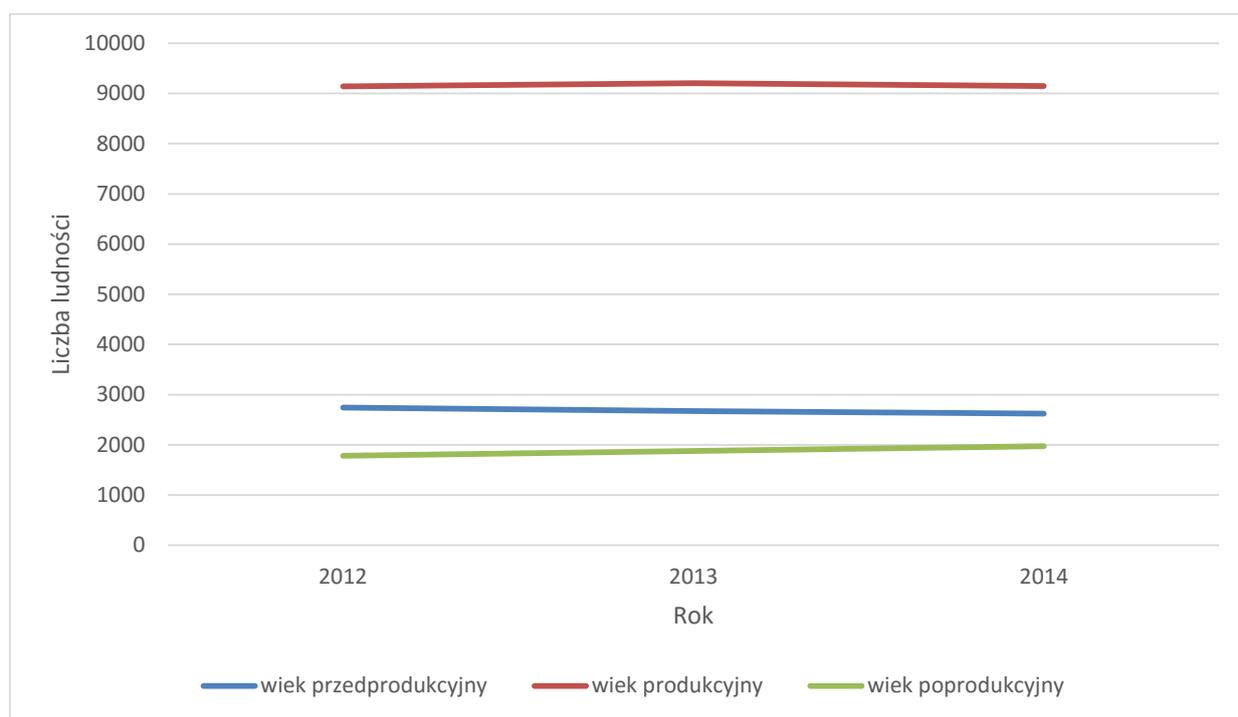 10000
9000
8000
7000
6000
5000
4000
3000
2000
1000
0
Liczba ludności
2012 2013 2014
Rok
wiek przedprodukcyjny wiek produkcyjny wiek poprodukcyjny